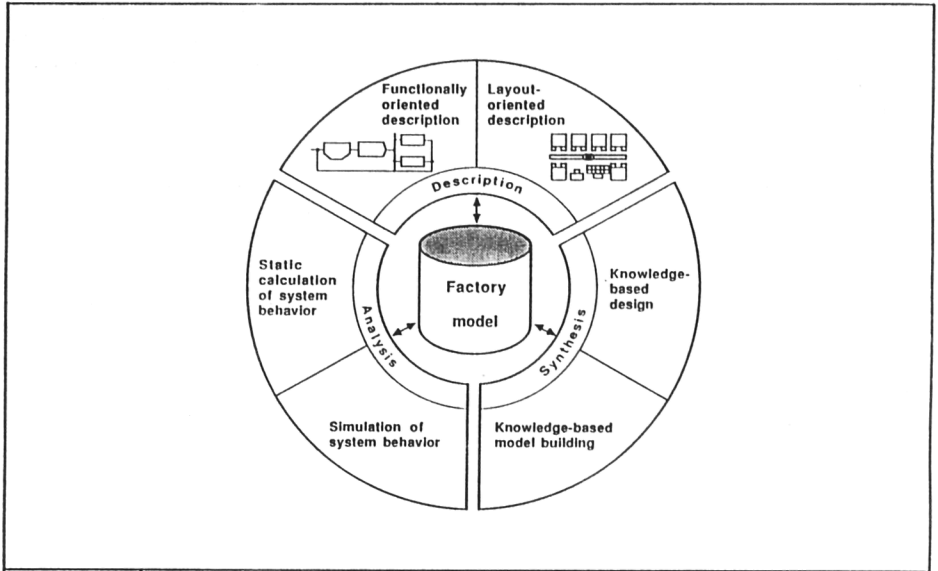 Functionally
oriented
description
Layout-
oriented
description
Description
Static
calculation
of system
behavior
Factory
model
Knowledge-
based
design
Analysis
Synthesis
Simulation of
system behavior
Knowledge-based
model building